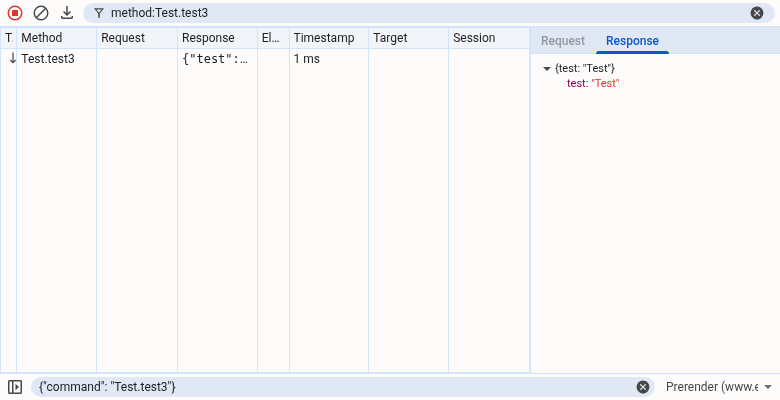 method:Test.test3
T. Method Request Response El… Timestamp Target Session
Test.test3 {"test":… 1 ms
Request Response
{test: "Test"}
test: "Test"
{"command": "Test.test3"} Prerender (www.e